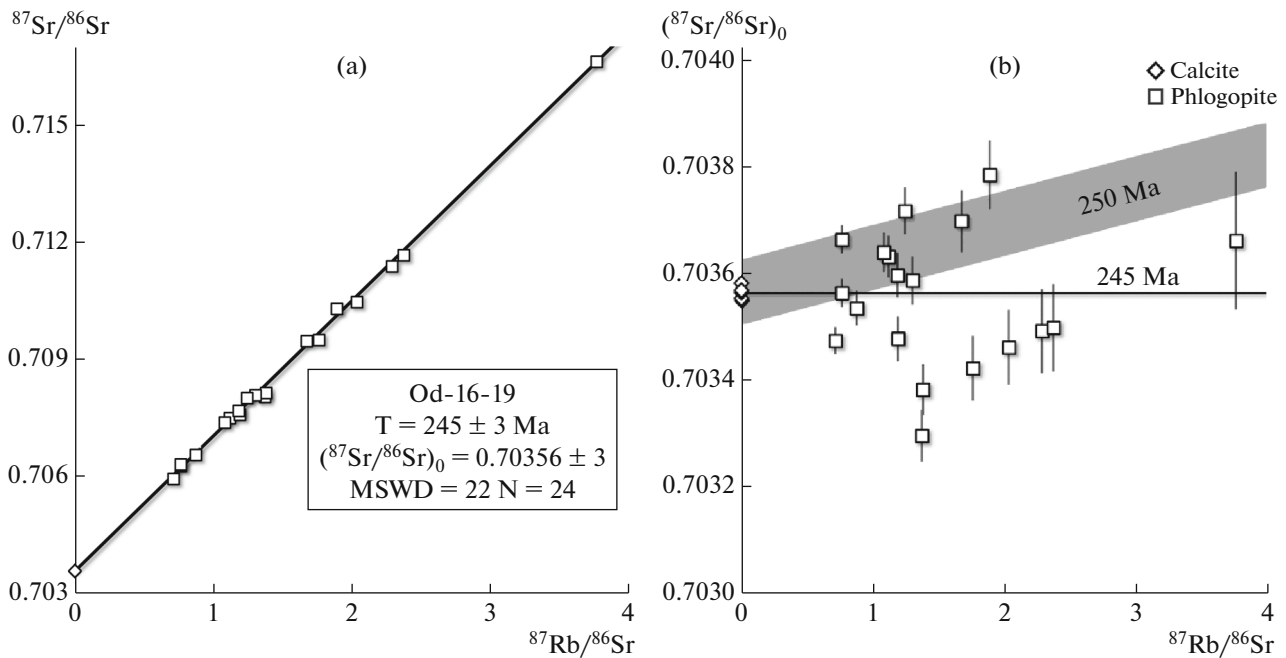 ⁸⁷Sr/⁸⁶Sr
(a)
0.715
0.712
0.709
0.706
0.703
Od-16-19
T = 245 ± 3 Ma
(⁸⁷Sr/⁸⁶Sr)₀ = 0.70356 ± 3
MSWD = 22 N = 24
0 1 2 3 4
⁸⁷Rb/⁸⁶Sr
(⁸⁷Sr/⁸⁶Sr)₀
(b)
0.7040
0.7038
0.7036
0.7034
0.7032
0.7030
Calcite
Phlogopite
250 Ma
245 Ma
0 1 2 3 4
⁸⁷Rb/⁸⁶Sr